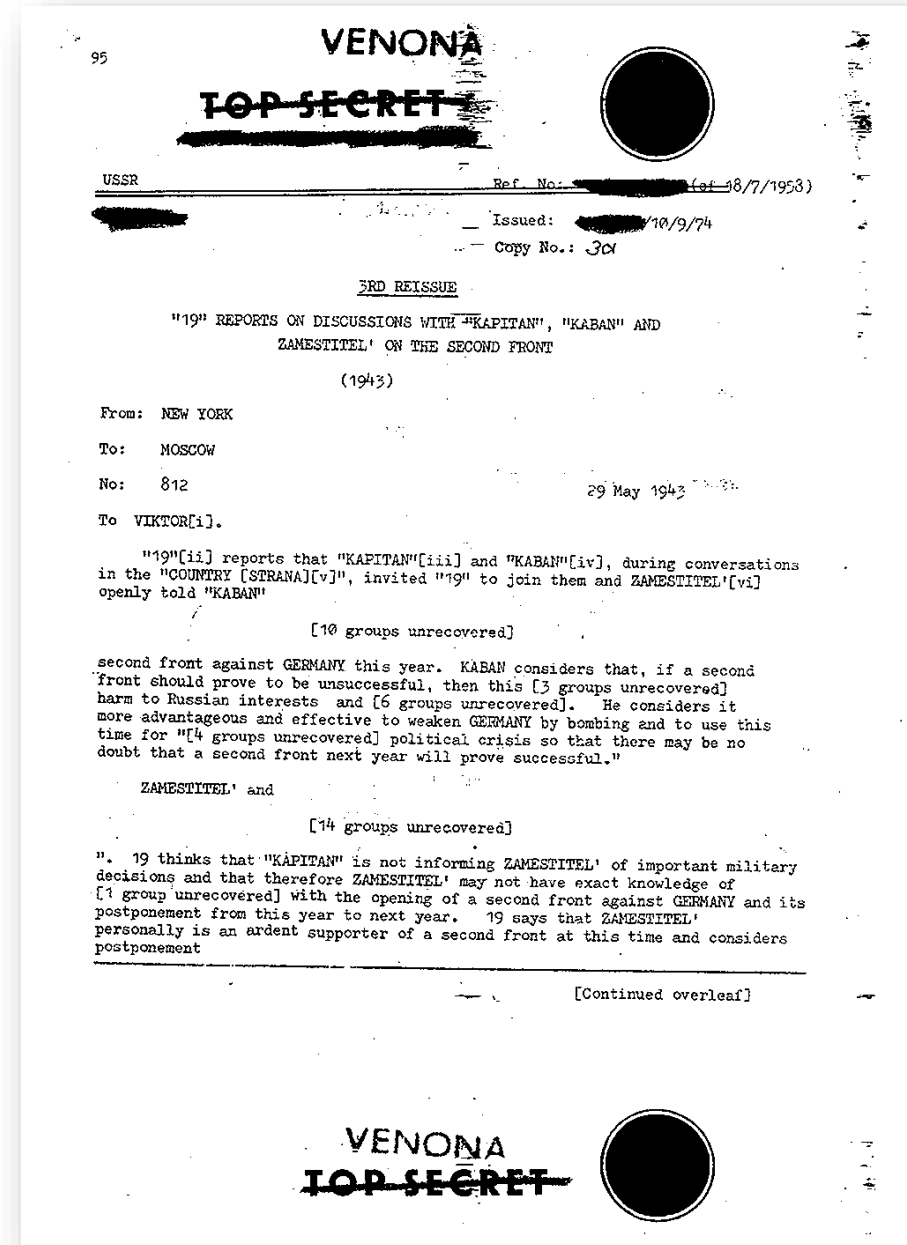 95
VENONA
TOP SECRET
USSR
Ref. No: (of 18/7/1953)
Issued: /10/9/74
Copy No.: 301
3RD REISSUE
"19" REPORTS ON DISCUSSIONS WITH "KAPITAN", "KABAN" AND
ZAMESTITEL' ON THE SECOND FRONT
(1943)
From: NEW YORK
To: MOSCOW
No: 812
29 May 1943
To VIKTOR[i].
"19"[ii] reports that "KAPITAN"[iii] and "KABAN"[iv], during conversations
in the "COUNTRY [STRANA][v]", invited "19" to join them and ZAMESTITEL'[vi]
openly told "KABAN"
[10 groups unrecovered]
second front against GERMANY this year. KABAN considers that, if a second
front should prove to be unsuccessful, then this [3 groups unrecovered]
harm to Russian interests and [6 groups unrecovered]. He considers it
more advantageous and effective to weaken GERMANY by bombing and to use this
time for "[4 groups unrecovered] political crisis so that there may be no
doubt that a second front next year will prove successful."
ZAMESTITEL' and
[14 groups unrecovered]
". 19 thinks that "KAPITAN" is not informing ZAMESTITEL' of important military
decisions and that therefore ZAMESTITEL' may not have exact knowledge of
[1 group unrecovered] with the opening of a second front against GERMANY and its
postponement from this year to next year. 19 says that ZAMESTITEL'
personally is an ardent supporter of a second front at this time and considers
postponement
[Continued overleaf]
VENONA
TOP SECRET